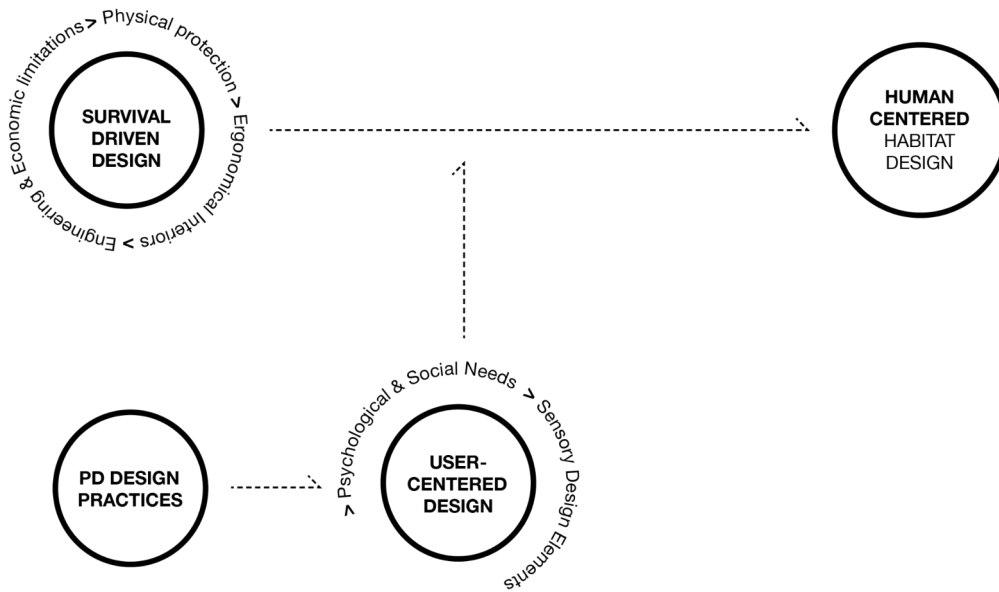 > Physical protection > Ergonomical Interiors > Engineering & Economic limitations
SURVIVAL
DRIVEN
DESIGN
HUMAN
CENTERED
HABITAT
DESIGN
> Psychological & Social Needs > Sensory Design Elements
PD DESIGN
PRACTICES
USER-
CENTERED
DESIGN